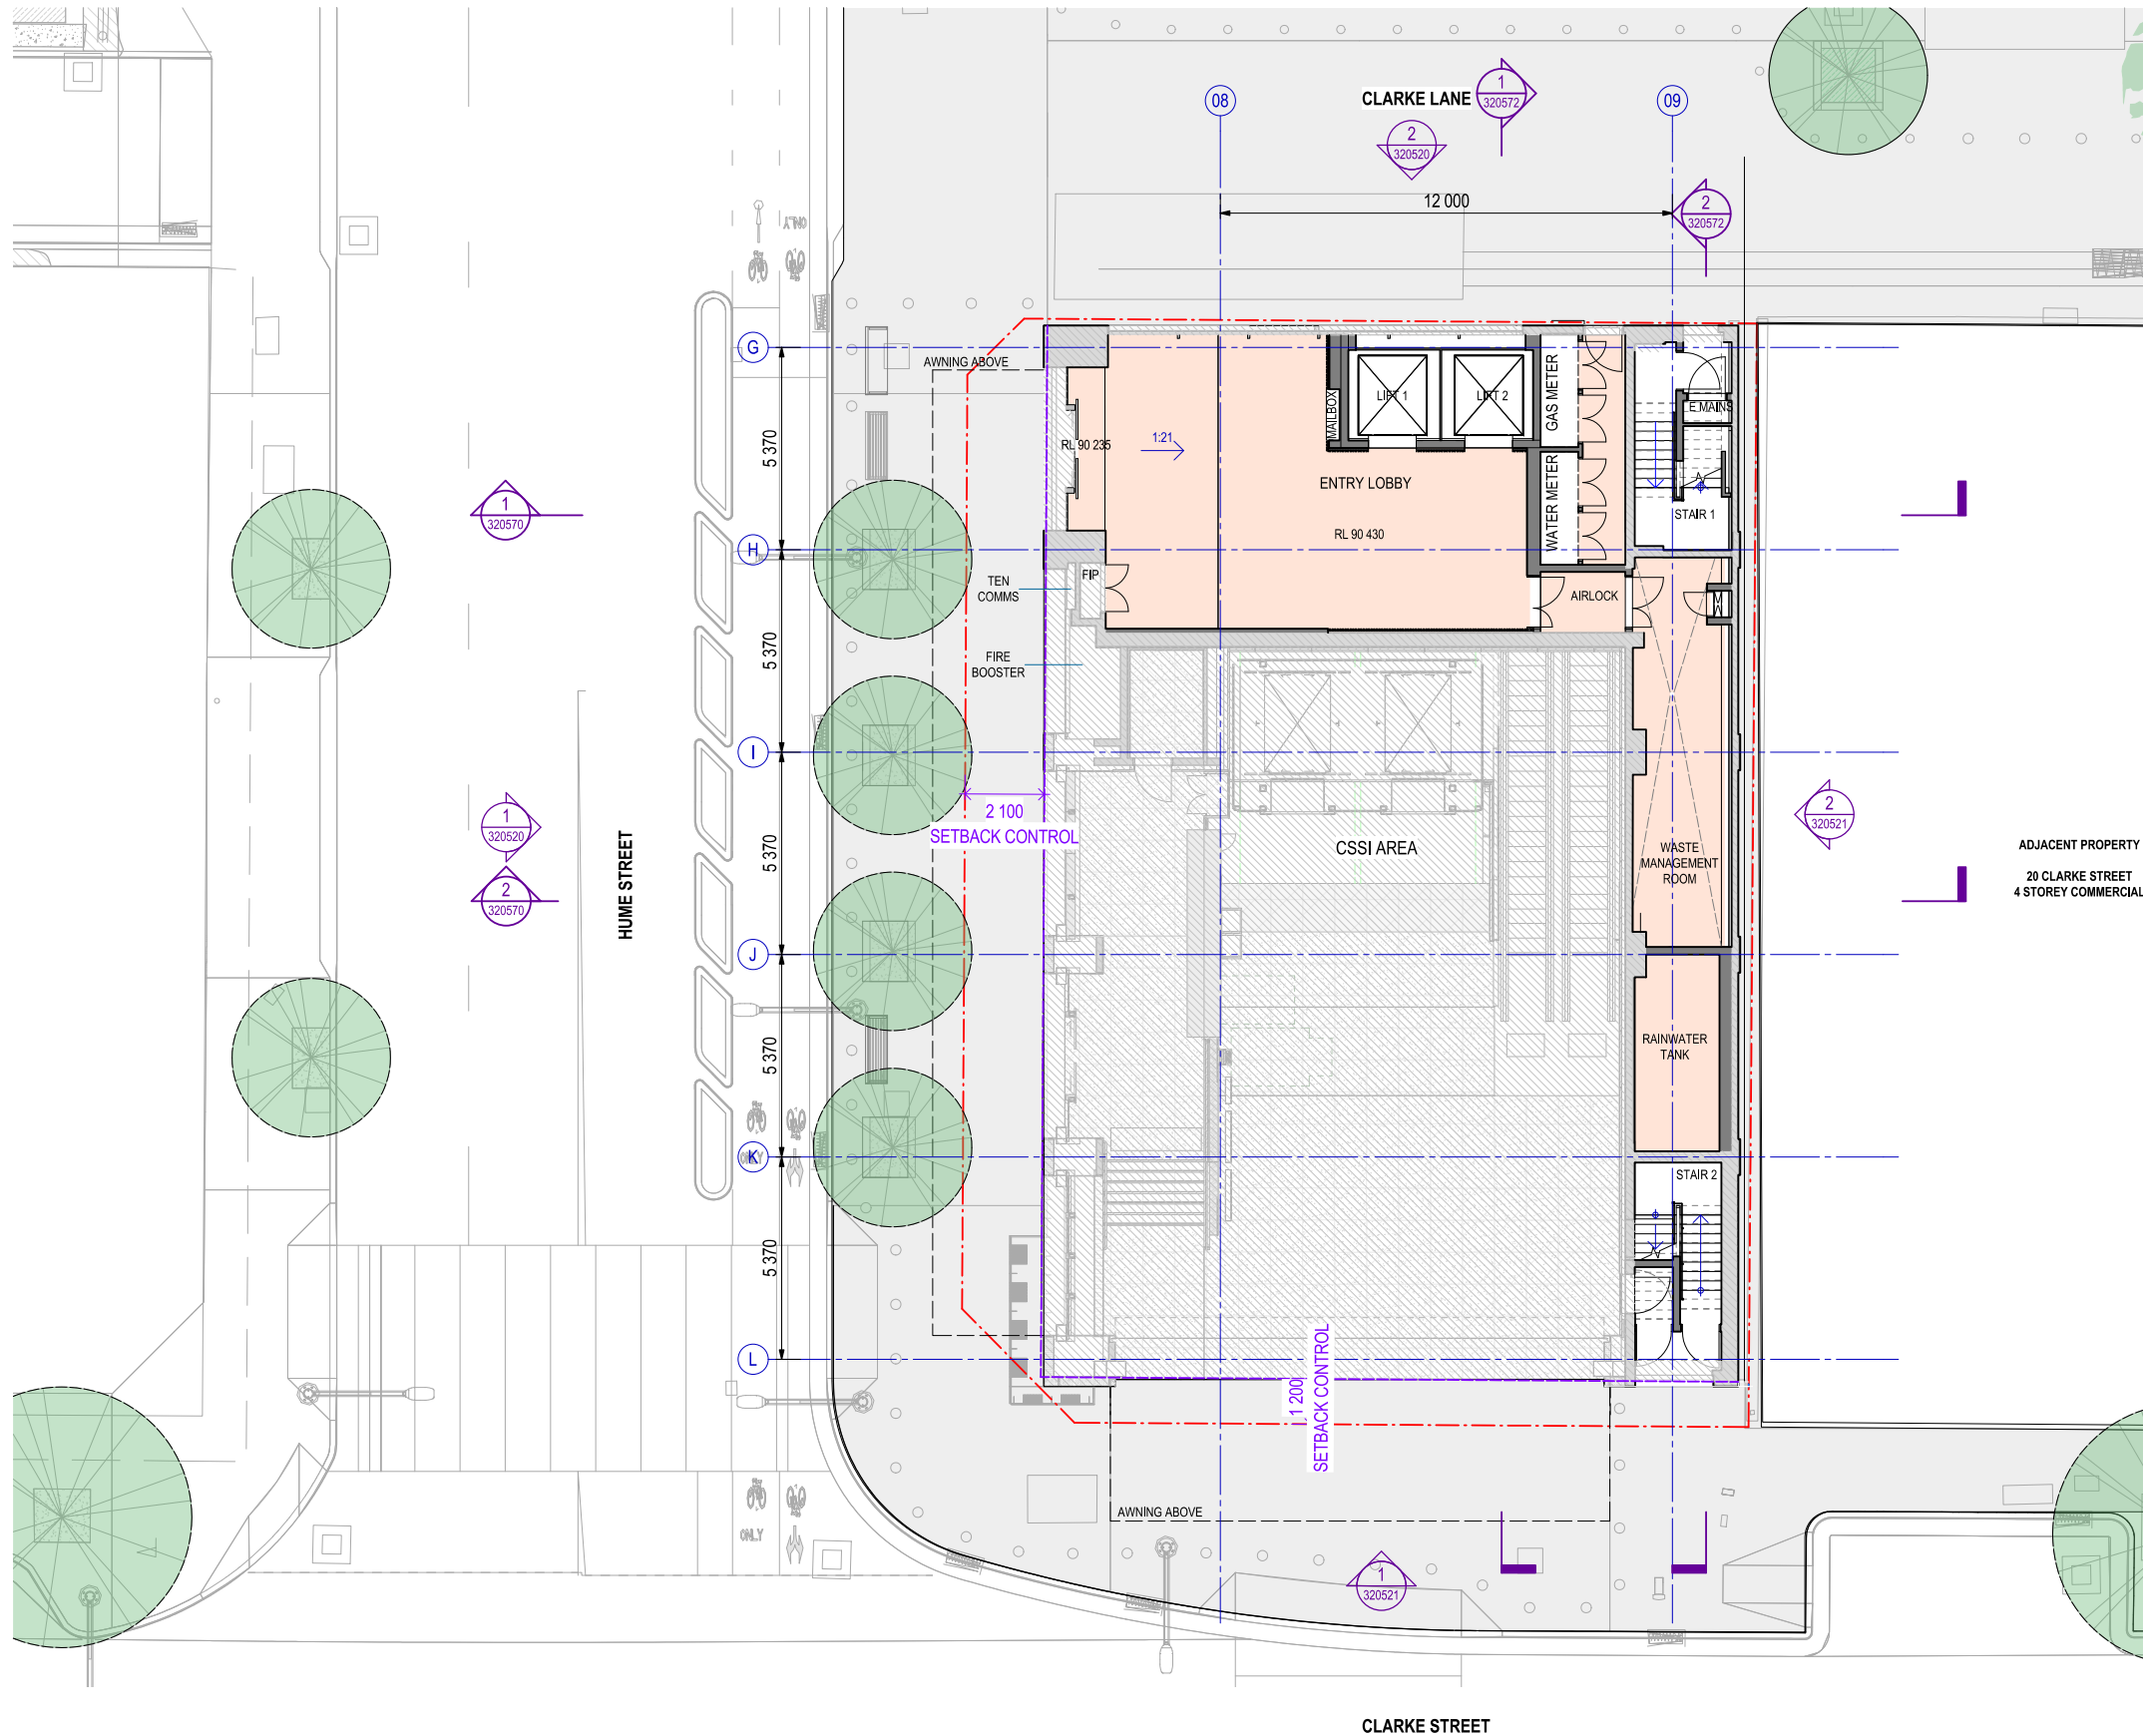 08
CLARKE LANE
1
320572
09
2
320520
12 000
2
320572
ONLY
G
AWNING ABOVE
5 370
MAILBOX
LIFT 1
LIFT 2
GAS METER
LE MAINS
RL 90 235
1:21
ENTRY LOBBY
WATER METER
1
320570
STAIR 1
RL 90 430
H
TEN
COMMS
FIP
AIRLOCK
5 370
FIRE
BOOSTER
I
2 100
SETBACK CONTROL
1
320520
2
320521
HUME STREET
5 370
CSSI AREA
WASTE
MANAGEMENT
ROOM
ADJACENT PROPERTY
20 CLARKE STREET
4 STOREY COMMERCIAL
2
320570
J
5 370
RAINWATER
TANK
K
ONLY
STAIR 2
5 370
L
1 200
SETBACK CONTROL
AWNING ABOVE
ONLY
1
320521
CLARKE STREET